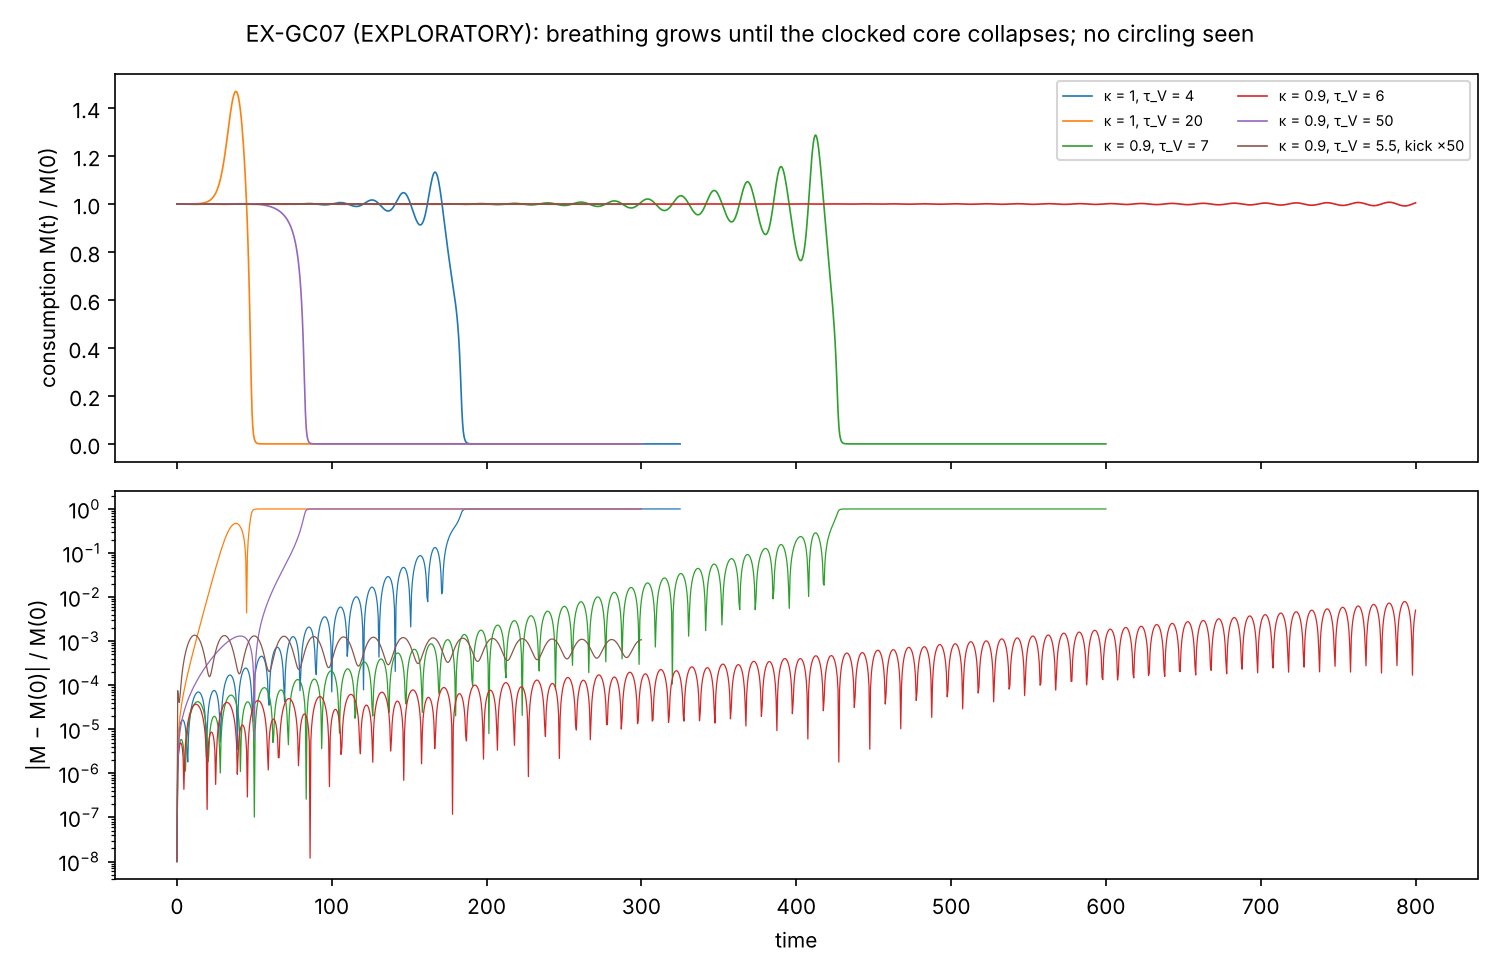 EX-GC07 (EXPLORATORY): breathing grows until the clocked core collapses; no circling seen
consumption M(t) / M(0)
1.4
1.2
1.0
0.8
0.6
0.4
0.2
0.0
κ = 1, τ_V = 4
κ = 1, τ_V = 20
κ = 0.9, τ_V = 7
κ = 0.9, τ_V = 6
κ = 0.9, τ_V = 50
κ = 0.9, τ_V = 5.5, kick ×50
|M − M(0)| / M(0)
10⁰
10⁻¹
10⁻²
10⁻³
10⁻⁴
10⁻⁵
10⁻⁶
10⁻⁷
10⁻⁸
0 100 200 300 400 500 600 700 800
time